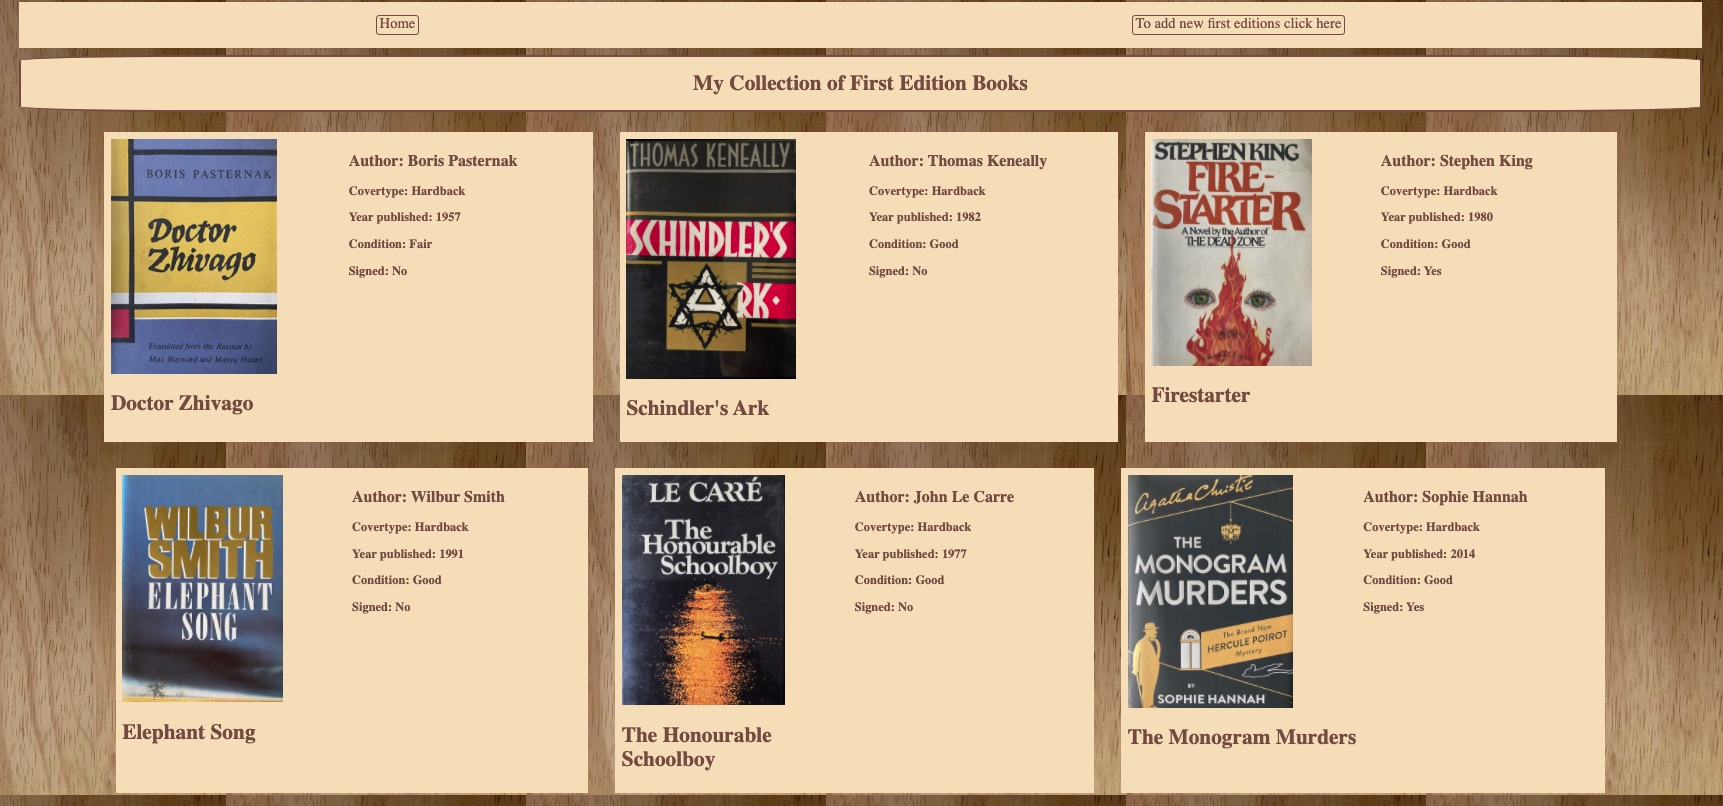 Home
To add new first editions click here
My Collection of First Edition Books
BORIS PASTERNAK
Doctor
Zhivago
Translated from the Russian by
Max Hayward and Manya Harari
Doctor Zhivago
Author: Boris Pasternak
Covertype: Hardback
Year published: 1957
Condition: Fair
Signed: No
THOMAS KENEALLY
SCHINDLER'S
ARK·
Schindler's Ark
Author: Thomas Keneally
Covertype: Hardback
Year published: 1982
Condition: Good
Signed: No
STEPHEN KING
FIRE-
STARTER
A Novel by the Author of
THE DEAD ZONE
Firestarter
Author: Stephen King
Covertype: Hardback
Year published: 1980
Condition: Good
Signed: Yes
WILBUR
SMITH
ELEPHANT
SONG
Elephant Song
Author: Wilbur Smith
Covertype: Hardback
Year published: 1991
Condition: Good
Signed: No
LE CARRÉ
The
Honourable
Schoolboy
The Honourable
Schoolboy
Author: John Le Carre
Covertype: Hardback
Year published: 1977
Condition: Good
Signed: No
Agatha Christie
THE
MONOGRAM
MURDERS
The Brand New
HERCULE POIROT
Mystery
BY
SOPHIE HANNAH
The Monogram Murders
Author: Sophie Hannah
Covertype: Hardback
Year published: 2014
Condition: Good
Signed: Yes